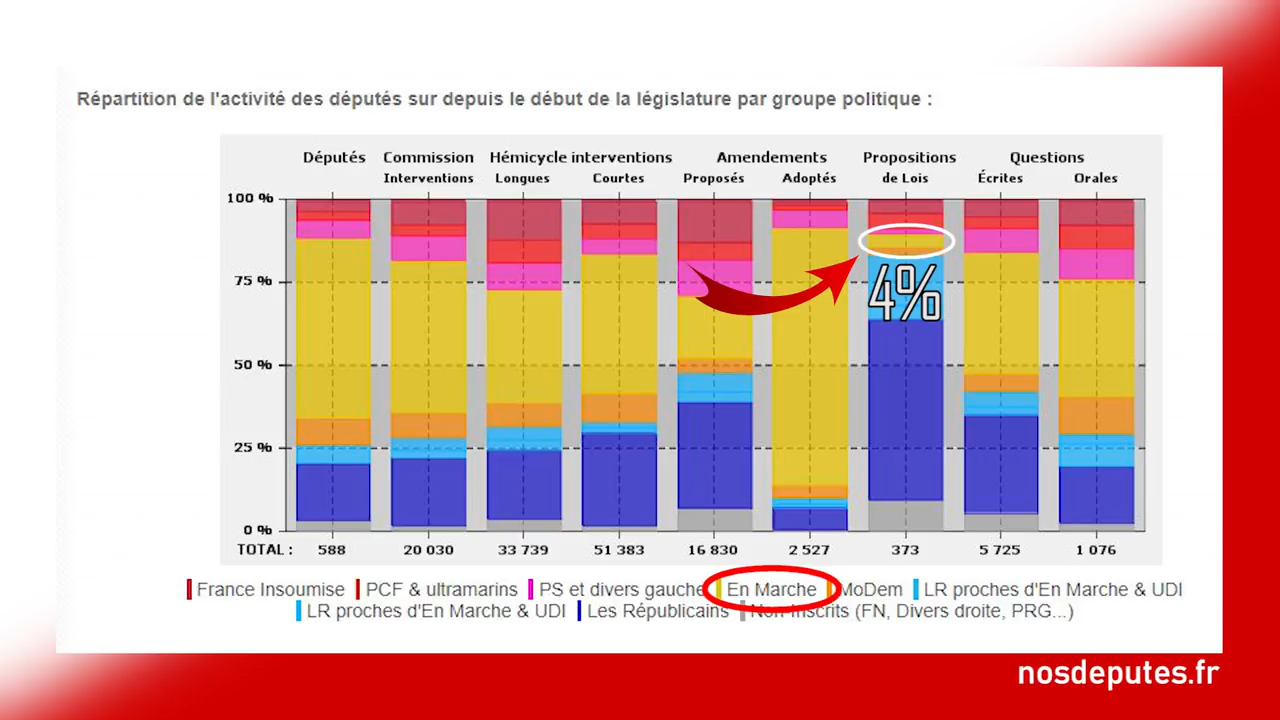 Répartition de l'activité des députés sur depuis le début de la législature par groupe politique :
Députés Commission Hémicycle interventions Amendements Propositions Questions
Interventions Longues Courtes Proposés Adoptés de Lois Écrites Orales
100 %
75 %
4%
50 %
25 %
0 %
TOTAL : 588 20 030 33 739 51 383 16 830 2 527 373 5 725 1 076
France Insoumise PCF & ultramarins PS et divers gauche En Marche MoDem LR proches d'En Marche & UDI
LR proches d'En Marche & UDI Les Républicains Non-inscrits (FN, Divers droite, PRG...)
nosdeputes.fr